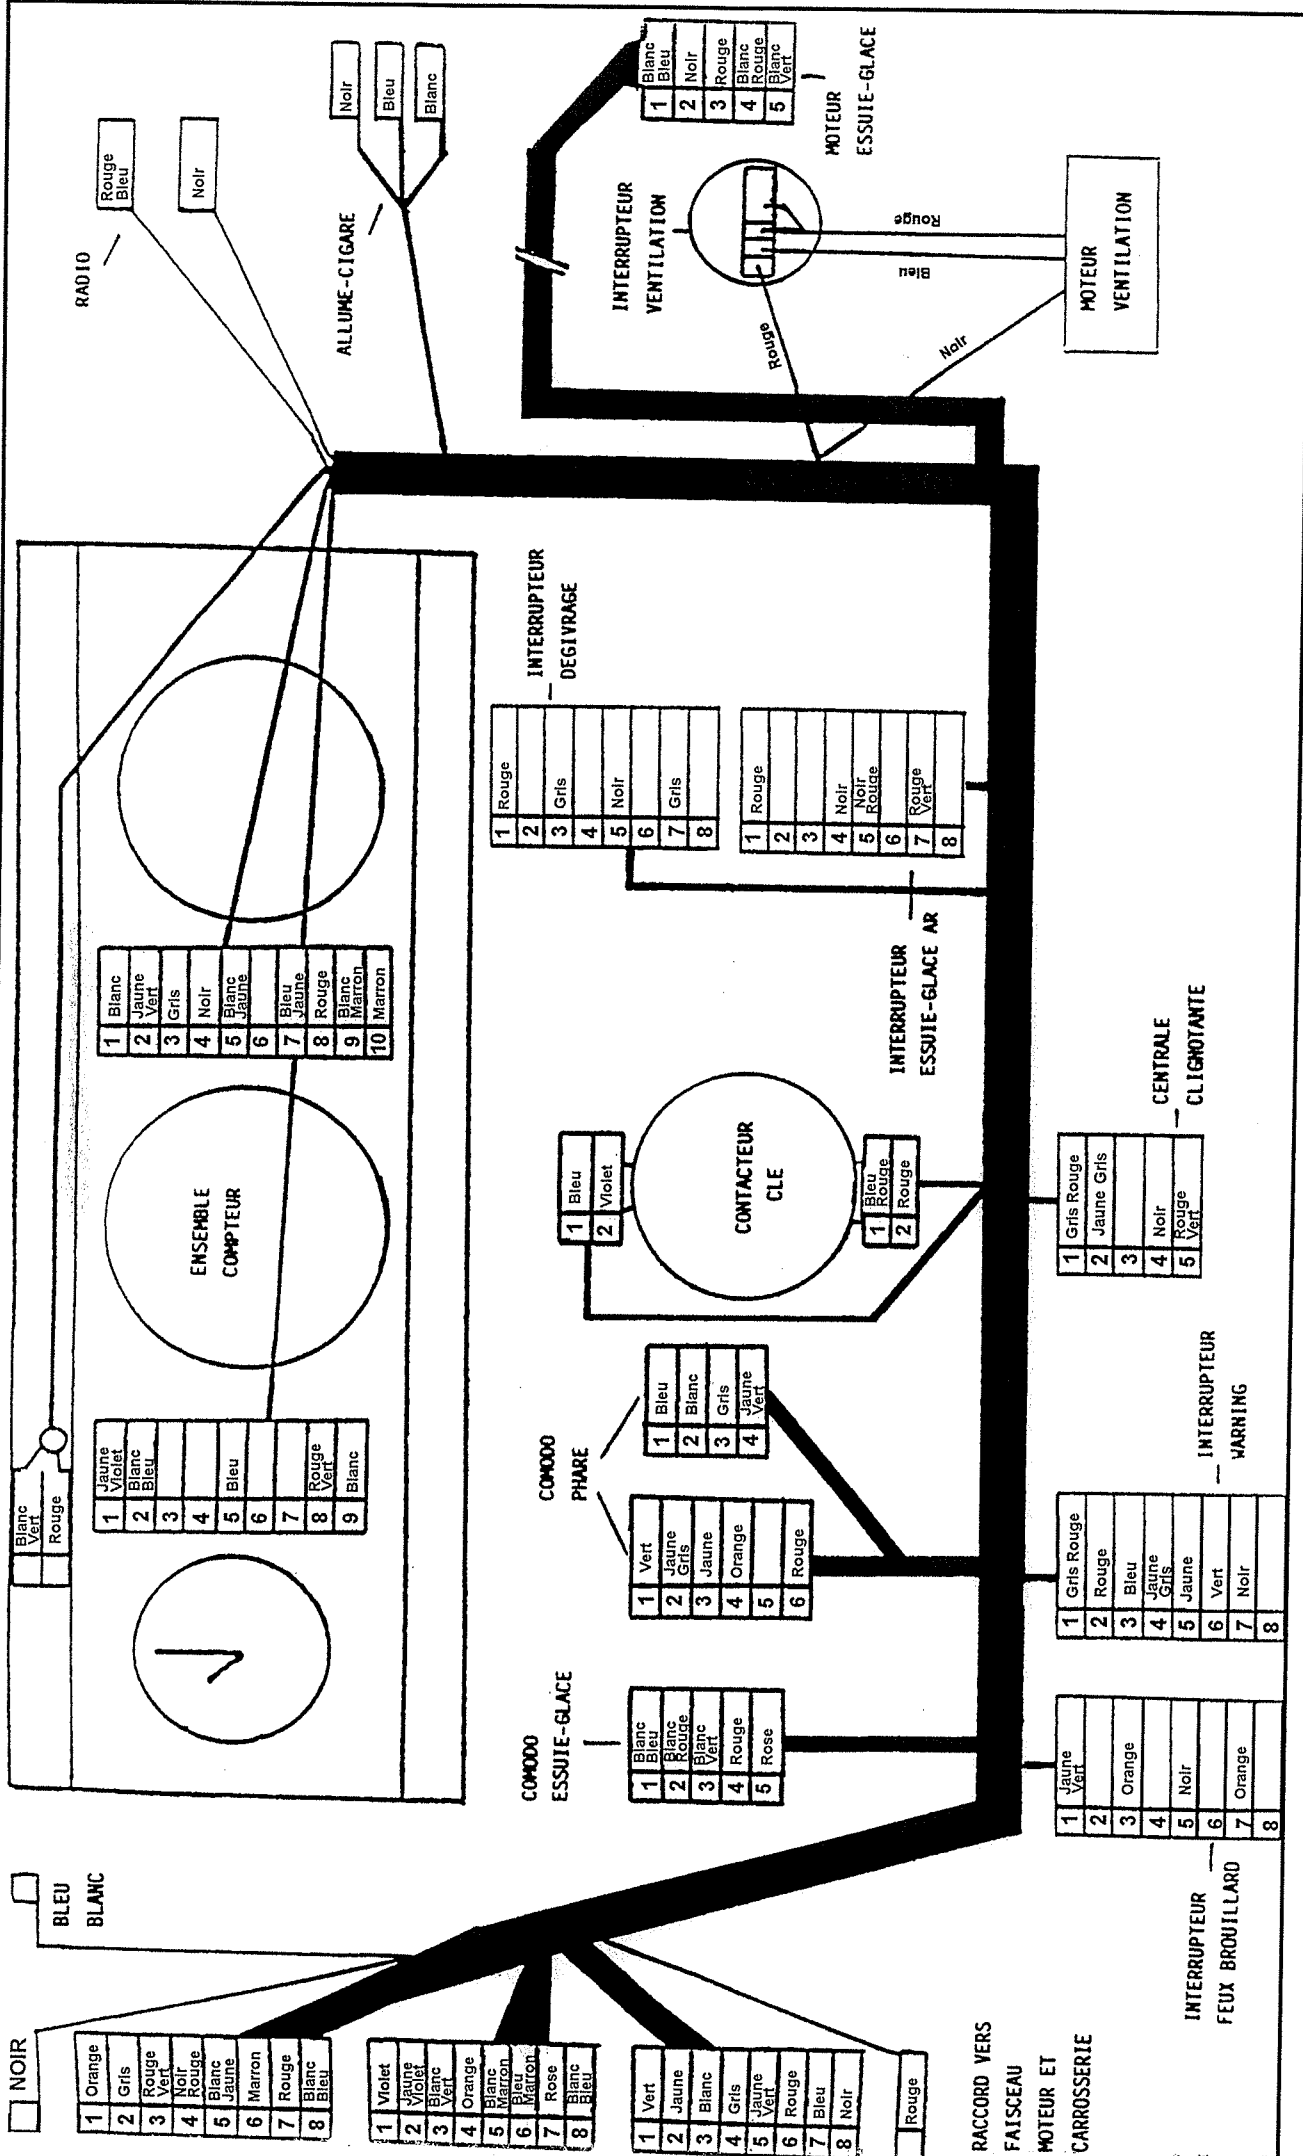 NOIR
BLEU
BLANC
1 Orange
2 Gris
3 Rouge Vert
4 Noir Rouge
5 Blanc Jaune
6 Marron
7 Rouge
8 Blanc Bleu
1 Violet
2 Jaune Violet
3 Blanc Vert
4 Orange
5 Blanc Marron
6 Bleu Marron
7 Rose
8 Blanc Bleu
1 Vert
2 Jaune
3 Blanc
4 Gris
5 Jaune Vert
6 Rouge
7 Bleu
8 Noir
Rouge
RACCORD VERS
FAISCEAU
MOTEUR ET
CARROSSERIE
Blanc Vert
Rouge
1 Jaune Violet
2 Blanc Bleu
3
4
5 Bleu
6
7
8 Rouge Vert
9 Blanc
ENSEMBLE
COMPTEUR
1 Blanc
2 Jaune Vert
3 Gris
4 Noir
5 Blanc Jaune
6
7 Bleu Jaune
8 Rouge
9 Blanc Marron
10 Marron
RADIO
Rouge Bleu
Noir
ALLUME-CIGARE
Noir
Bleu
Blanc
COMODO
ESSUIE-GLACE
1 Blanc Bleu
2 Blanc Rouge
3 Blanc Vert
4 Rouge
5 Rose
COMODO
PHARE
1 Vert
2 Jaune Gris
3 Jaune
4 Orange
5
6 Rouge
1 Bleu
2 Blanc
3 Gris
4 Jaune Vert
1 Bleu
2 Violet
CONTACTEUR
CLE
1 Bleu Rouge
2 Rouge
INTERRUPTEUR
DEGIVRAGE
1 Rouge
2
3 Gris
4
5 Noir
6
7 Gris
8
1 Rouge
2
3
4 Noir
5 Noir Rouge
6
7 Rouge Vert
8
INTERRUPTEUR
ESSUIE-GLACE AR
INTERRUPTEUR
VENTILATION
Rouge
Noir
Bleu
Rouge
MOTEUR
VENTILATION
1 Blanc Bleu
2 Noir
3 Rouge
4 Blanc Rouge
5 Blanc Vert
MOTEUR
ESSUIE-GLACE
1 Jaune Vert
2
3 Orange
4
5 Noir
6
7 Orange
8
INTERRUPTEUR
FEUX BROUILLARD
1 Gris Rouge
2 Rouge
3 Bleu
4 Jaune Gris
5 Jaune
6 Vert
7 Noir
8
INTERRUPTEUR
WARNING
1 Gris Rouge
2 Jaune Gris
3
4 Noir
5 Rouge Vert
CENTRALE
CLIGNOTANTE